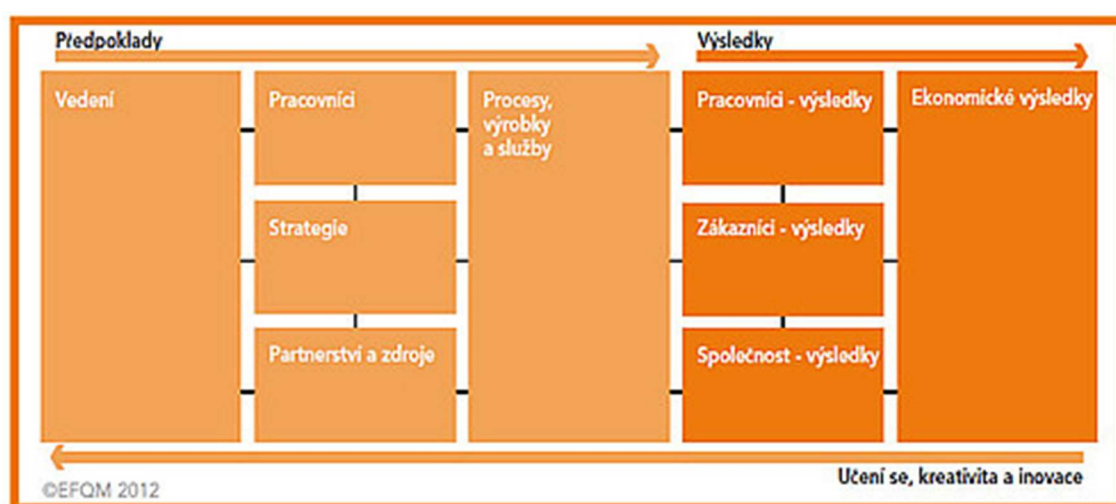 Předpoklady
Výsledky
Vedení
Pracovníci
Procesy,
výrobky
a služby
Pracovníci - výsledky
Ekonomické výsledky
Strategie
Zákazníci - výsledky
Partnerství a zdroje
Společnost - výsledky
Učení se, kreativita a inovace
©EFQM 2012